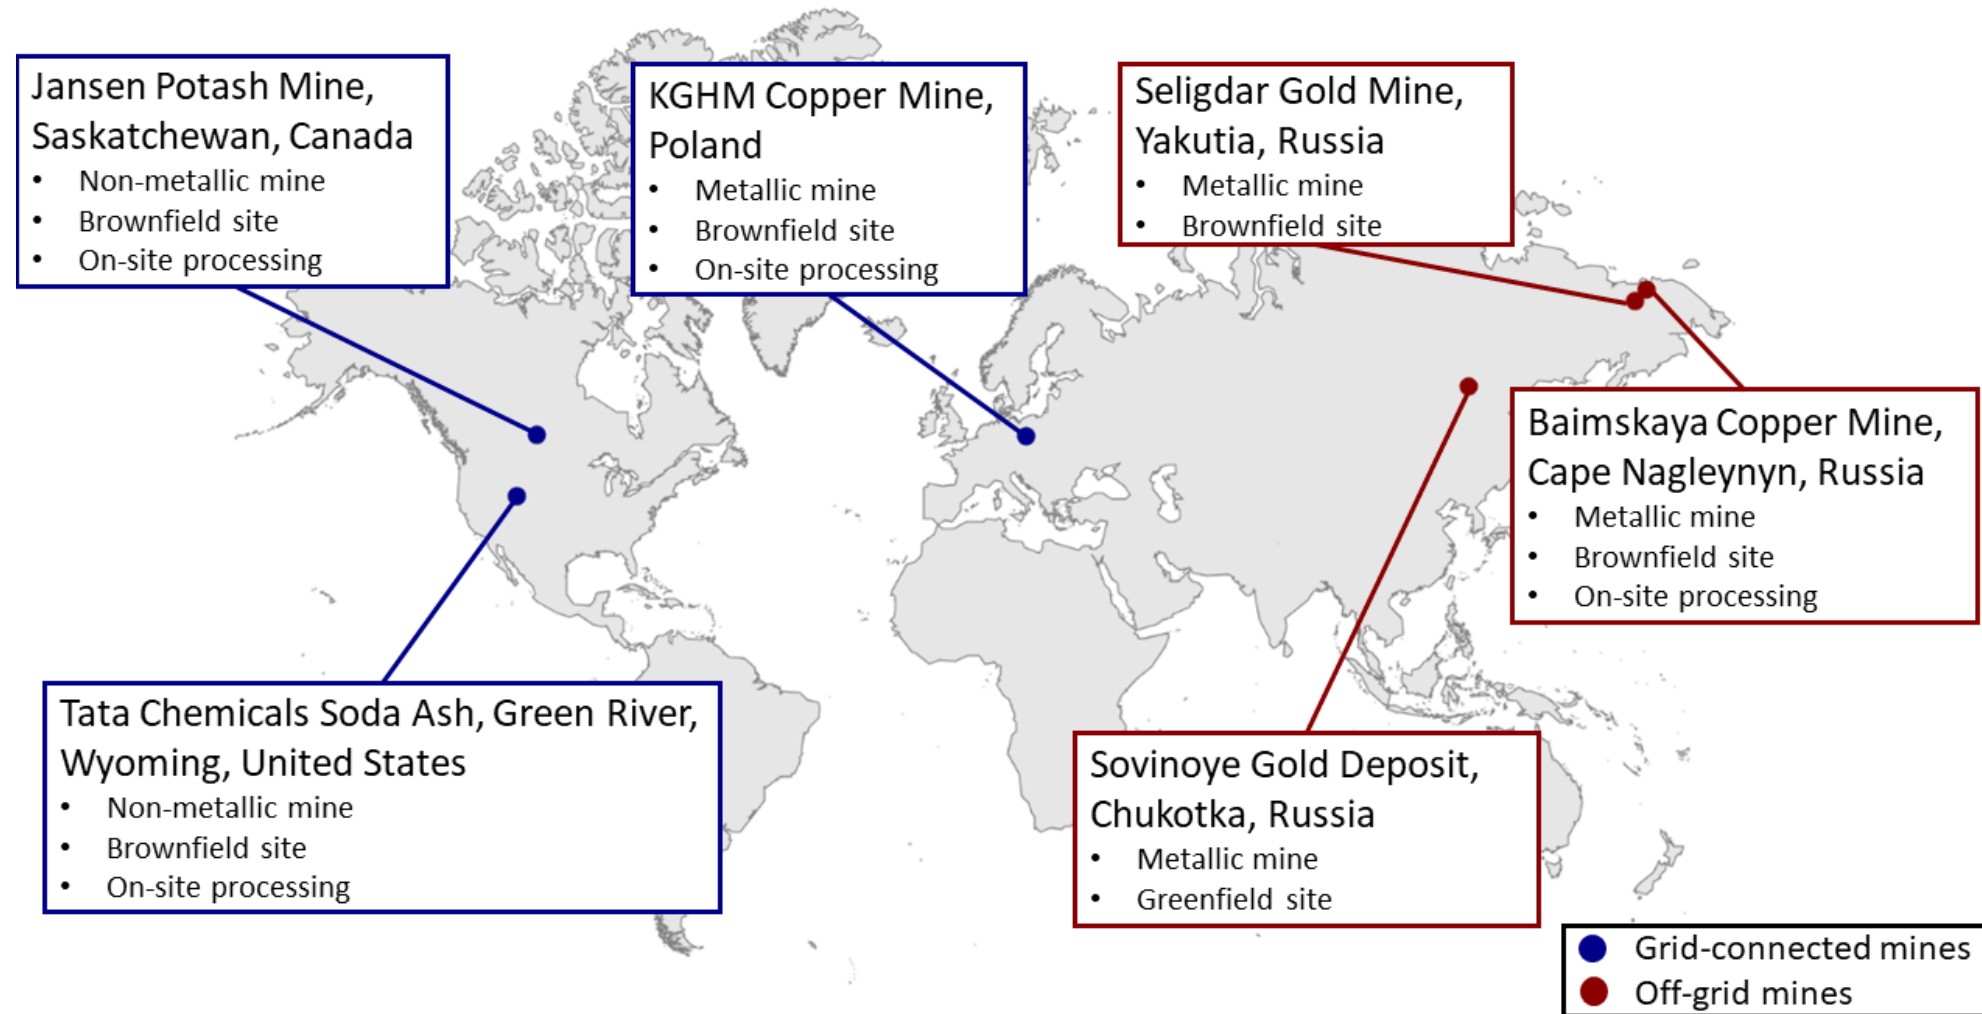 Jansen Potash Mine,
Saskatchewan, Canada
• Non-metallic mine
• Brownfield site
• On-site processing
KGHM Copper Mine,
Poland
• Metallic mine
• Brownfield site
• On-site processing
Seligdar Gold Mine,
Yakutia, Russia
• Metallic mine
• Brownfield site
Baimskaya Copper Mine,
Cape Nagleynyn, Russia
• Metallic mine
• Brownfield site
• On-site processing
Tata Chemicals Soda Ash, Green River,
Wyoming, United States
• Non-metallic mine
• Brownfield site
• On-site processing
Sovinoye Gold Deposit,
Chukotka, Russia
• Metallic mine
• Greenfield site
Grid-connected mines
Off-grid mines